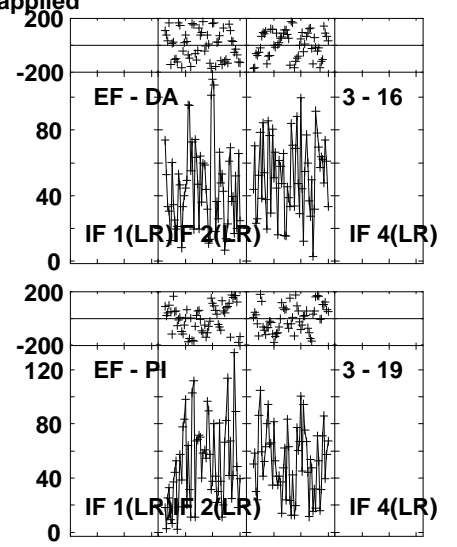 applied
200
-200
EF - DA 3 - 16
80
40
IF 1(LR) IF 2(LR) IF 4(LR)
0
200
-200
120 EF - PI 3 - 19
80
40
IF 1(LR) IF 2(LR) IF 4(LR)
0